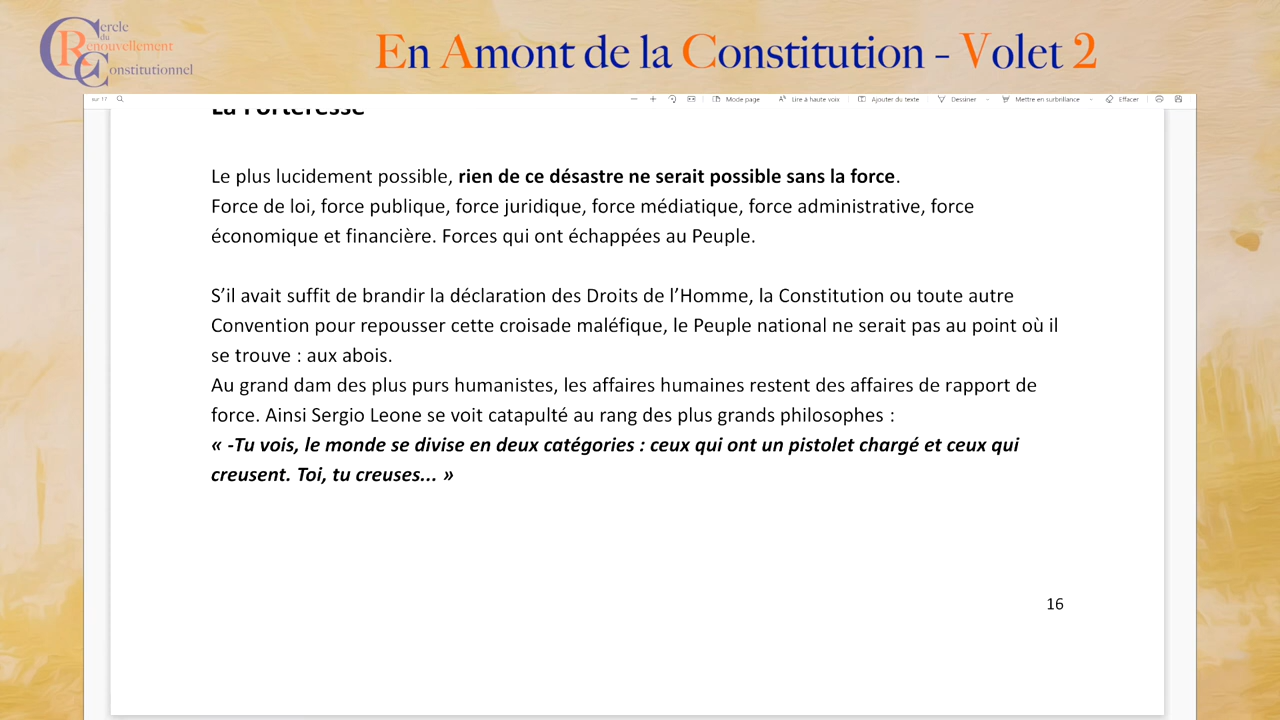 Cercle
du
Renouvellement
Constitutionnel
En Amont de la Constitution - Volet 2
sur 17
Mode page
Lire à haute voix
Ajouter du texte
Dessiner
Mettre en surbrillance
Effacer
La Forteresse
Le plus lucidement possible, rien de ce désastre ne serait possible sans la force.
Force de loi, force publique, force juridique, force médiatique, force administrative, force
économique et financière. Forces qui ont échappées au Peuple.
S’il avait suffit de brandir la déclaration des Droits de l’Homme, la Constitution ou toute autre
Convention pour repousser cette croisade maléfique, le Peuple national ne serait pas au point où il
se trouve : aux abois.
Au grand dam des plus purs humanistes, les affaires humaines restent des affaires de rapport de
force. Ainsi Sergio Leone se voit catapulté au rang des plus grands philosophes :
« -Tu vois, le monde se divise en deux catégories : ceux qui ont un pistolet chargé et ceux qui
creusent. Toi, tu creuses... »
16